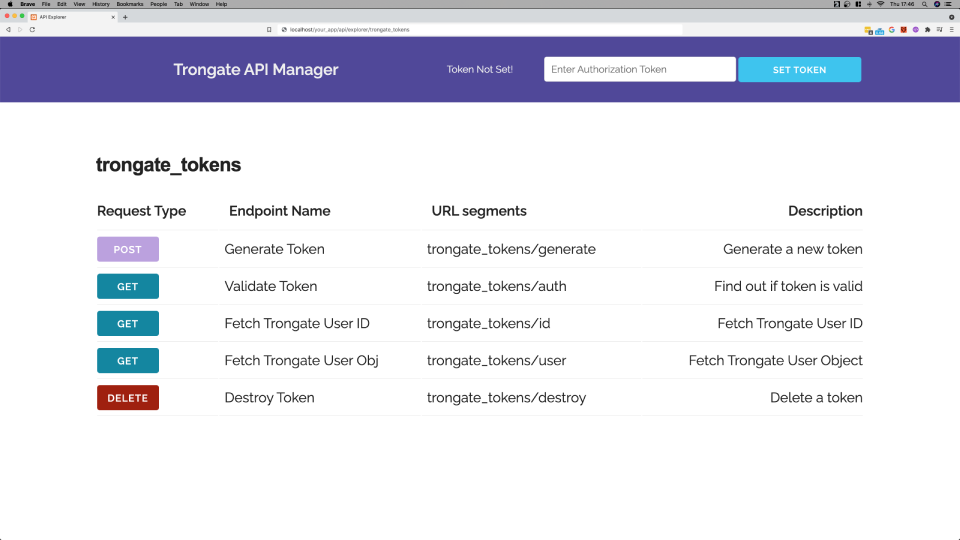 Brave File Edit View History Bookmarks People Tab Window Help Thu 17:46
API Explorer
localhost/your_app/api/explorer/trongate_tokens
Trongate API Manager Token Not Set! Enter Authorization Token SET TOKEN
trongate_tokens
Request Type Endpoint Name URL segments Description
POST Generate Token trongate_tokens/generate Generate a new token
GET Validate Token trongate_tokens/auth Find out if token is valid
GET Fetch Trongate User ID trongate_tokens/id Fetch Trongate User ID
GET Fetch Trongate User Obj trongate_tokens/user Fetch Trongate User Object
DELETE Destroy Token trongate_tokens/destroy Delete a token